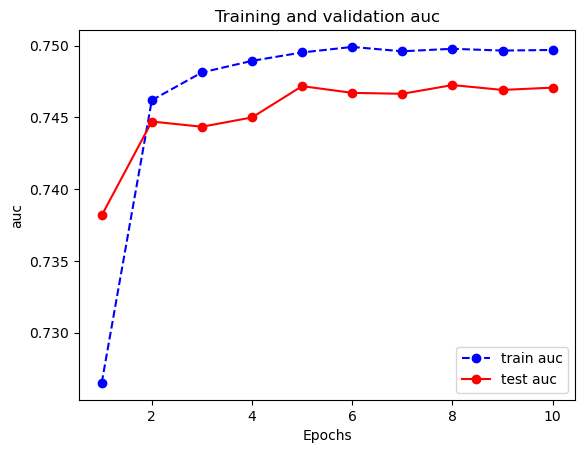 Training and validation auc
auc
0.750
0.745
0.740
0.735
0.730
2 4 6 8 10
Epochs
train auc
test auc